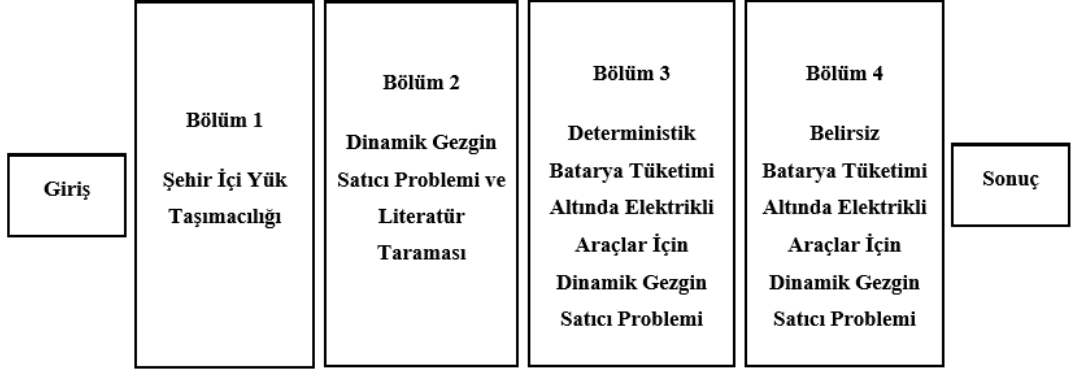 Giriş
Bölüm 1
Şehir İçi Yük
Taşımacılığı
Bölüm 2
Dinamik Gezgin
Satıcı Problemi ve
Literatür
Taraması
Bölüm 3
Deterministik
Batarya Tüketimi
Altında Elektrikli
Araçlar İçin
Dinamik Gezgin
Satıcı Problemi
Bölüm 4
Belirsiz
Batarya Tüketimi
Altında Elektrikli
Araçlar İçin
Dinamik Gezgin
Satıcı Problemi
Sonuç